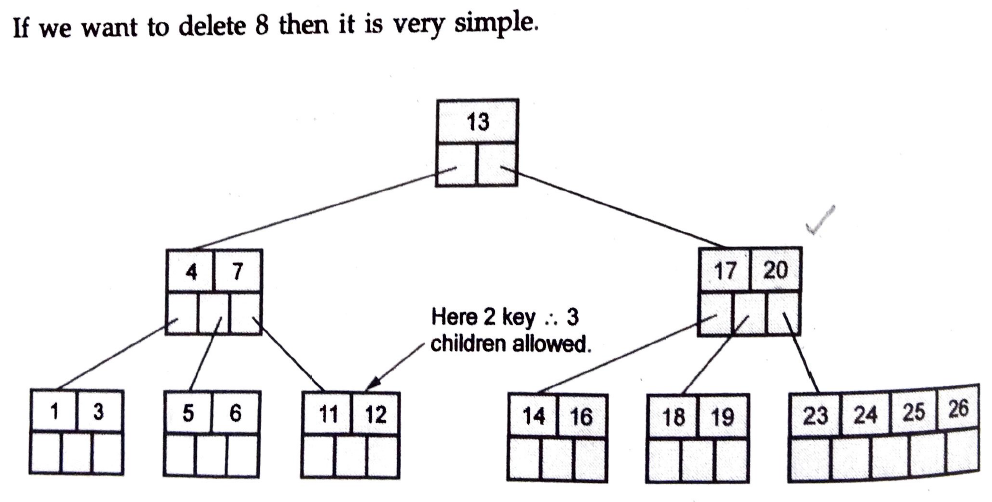 If we want to delete 8 then it is very simple.
13
4 7
17 20
Here 2 key ∴ 3
children allowed.
1 3
5 6
11 12
14 16
18 19
23 24 25 26